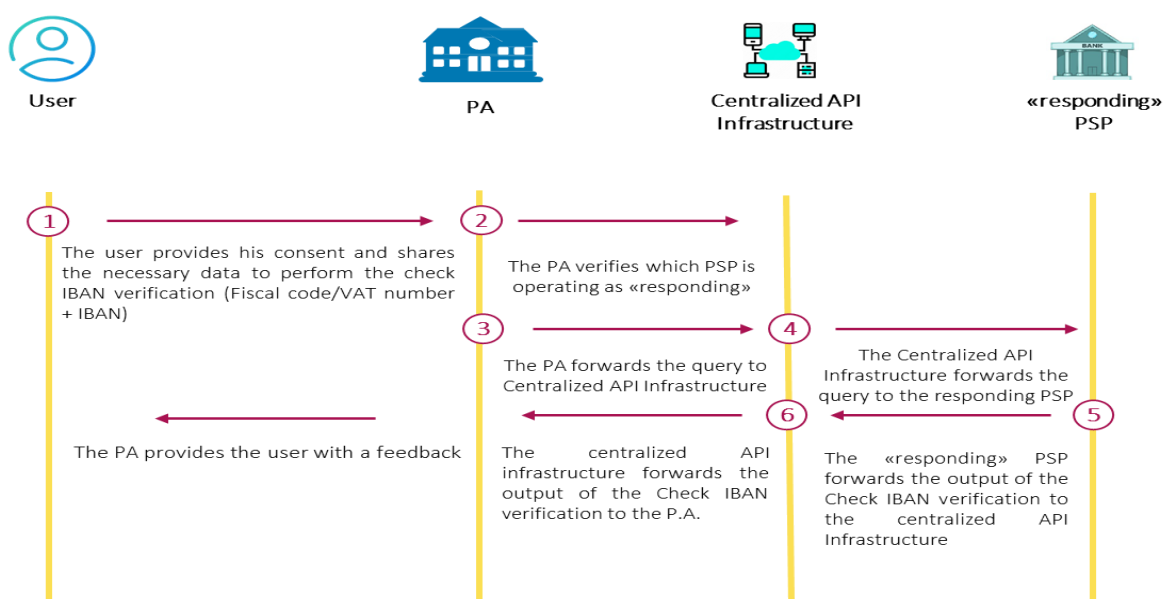 User
PA
Centralized API
Infrastructure
BANK
«responding»
PSP
1
The user provides his consent and shares
the necessary data to perform the check
IBAN verification (Fiscal code/VAT number
+ IBAN)
2
The PA verifies which PSP is
operating as «responding»
3
The PA forwards the query to
Centralized API Infrastructure
4
The Centralized API
Infrastructure forwards the
query to the responding PSP
5
The «responding» PSP
forwards the output of the
Check IBAN verification to
the centralized API
Infrastructure
6
The centralized API
infrastructure forwards the
output of the Check IBAN
verification to the P.A.
The PA provides the user with a feedback